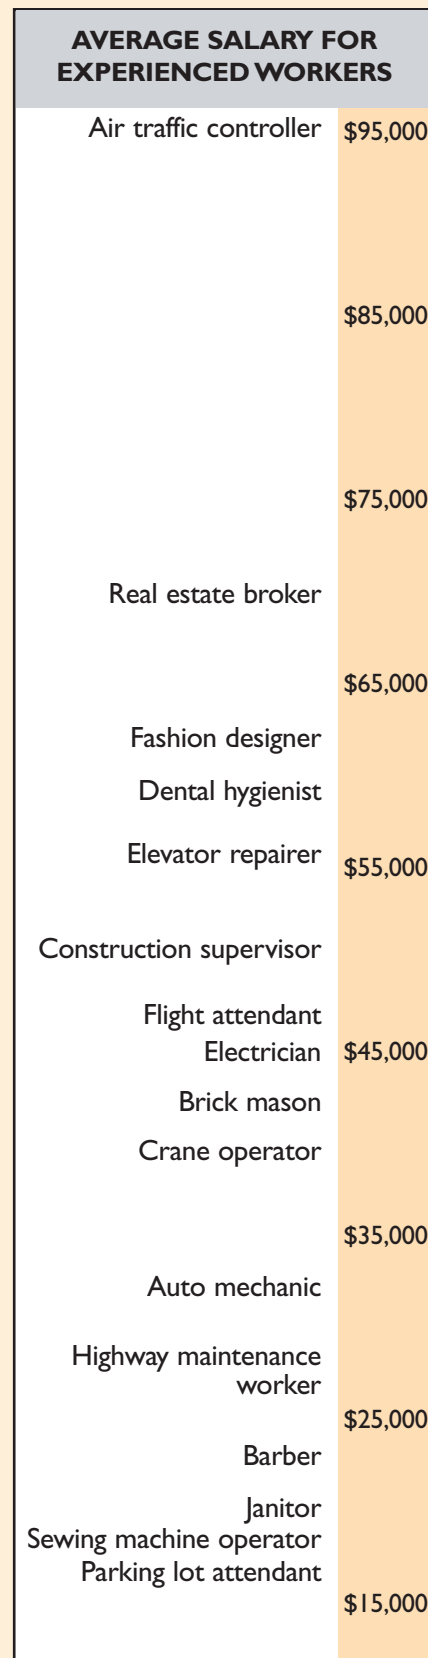 AVERAGE SALARY FOR
EXPERIENCED WORKERS
Air traffic controller $95,000
$85,000
$75,000
Real estate broker
$65,000
Fashion designer
Dental hygienist
Elevator repairer
$55,000
Construction supervisor
Flight attendant
Electrician $45,000
Brick mason
Crane operator
$35,000
Auto mechanic
Highway maintenance
worker
$25,000
Barber
Janitor
Sewing machine operator
Parking lot attendant
$15,000